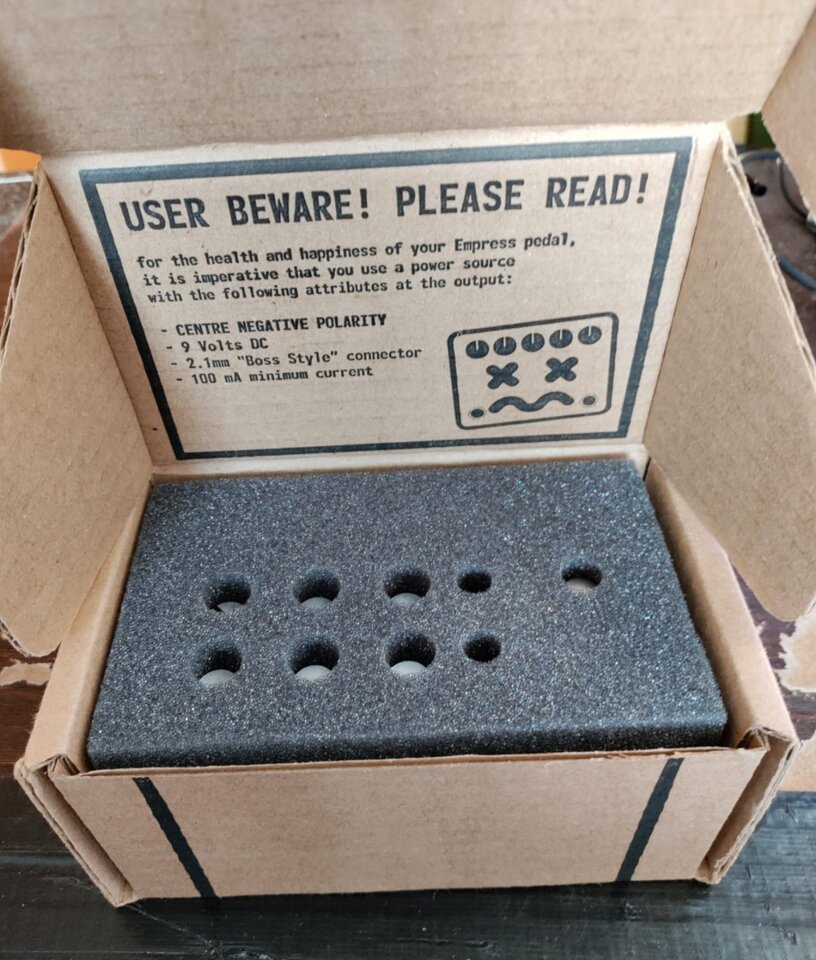 USER BEWARE! PLEASE READ!
for the health and happiness of your Empress pedal,
it is imperative that you use a power source
with the following attributes at the output:
- CENTRE NEGATIVE POLARITY
- 9 Volts DC
- 2.1mm "Boss Style" connector
- 100 mA minimum current